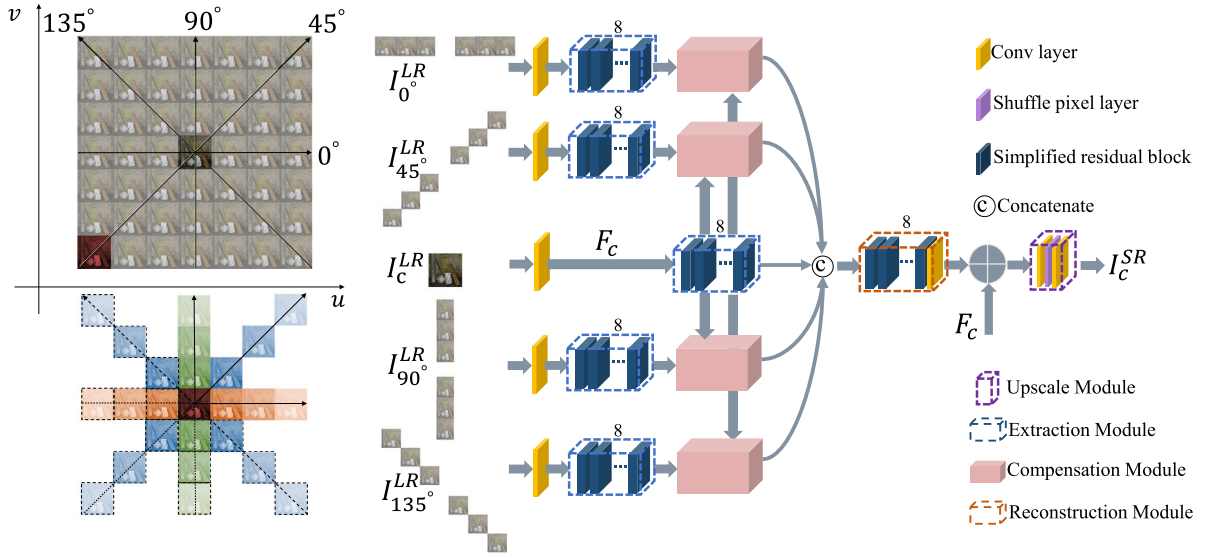 v
135° 90° 45°
0°
u
I_{0°}^{LR}
8
I_{45°}^{LR}
8
I_c^{LR}
F_c
8
C
8
I_c^{SR}
F_c
I_{90°}^{LR}
8
I_{135°}^{LR}
8
Conv layer
Shuffle pixel layer
Simplified residual block
C Concatenate
Upscale Module
Extraction Module
Compensation Module
Reconstruction Module